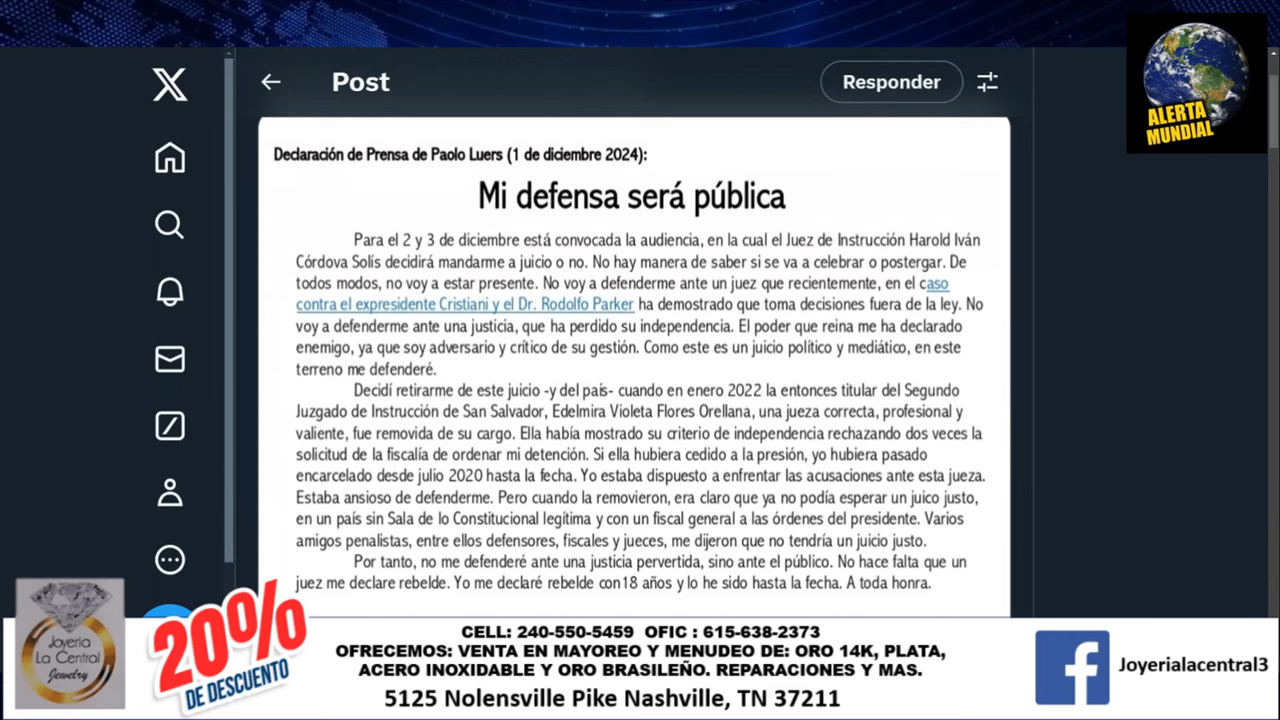 Post
Responder
ALERTA
MUNDIAL
Declaración de Prensa de Paolo Luers (1 de diciembre 2024):
Mi defensa será pública
Para el 2 y 3 de diciembre está convocada la audiencia, en la cual el Juez de Instrucción Harold Iván
Córdova Solís decidirá mandarme a juicio o no. No hay manera de saber si se va a celebrar o postergar. De
todos modos, no voy a estar presente. No voy a defenderme ante un juez que recientemente, en el caso
contra el expresidente Cristiani y el Dr. Rodolfo Parker ha demostrado que toma decisiones fuera de la ley. No
voy a defenderme ante una justicia, que ha perdido su independencia. El poder que reina me ha declarado
enemigo, ya que soy adversario y crítico de su gestión. Como este es un juicio político y mediático, en este
terreno me defenderé.
Decidí retirarme de este juicio -y del país- cuando en enero 2022 la entonces titular del Segundo
Juzgado de Instrucción de San Salvador, Edelmira Violeta Flores Orellana, una jueza correcta, profesional y
valiente, fue removida de su cargo. Ella había mostrado su criterio de independencia rechazando dos veces la
solicitud de la fiscalía de ordenar mi detención. Si ella hubiera cedido a la presión, yo hubiera pasado
encarcelado desde julio 2020 hasta la fecha. Yo estaba dispuesto a enfrentar las acusaciones ante esta jueza.
Estaba ansioso de defenderme. Pero cuando la removieron, era claro que ya no podía esperar un juico justo,
en un país sin Sala de lo Constitucional legítima y con un fiscal general a las órdenes del presidente. Varios
amigos penalistas, entre ellos defensores, fiscales y jueces, me dijeron que no tendría un juicio justo.
Por tanto, no me defenderé ante una justicia pervertida, sino ante el público. No hace falta que un
juez me declare rebelde. Yo me declaré rebelde con18 años y lo he sido hasta la fecha. A toda honra.
Joyeria
La Central
Jewelry
20%
DE DESCUENTO
CELL: 240-550-5459 OFIC : 615-638-2373
OFRECEMOS: VENTA EN MAYOREO Y MENUDEO DE: ORO 14K, PLATA,
ACERO INOXIDABLE Y ORO BRASILEÑO. REPARACIONES Y MAS.
5125 Nolensville Pike Nashville, TN 37211
Joyerialacentral3